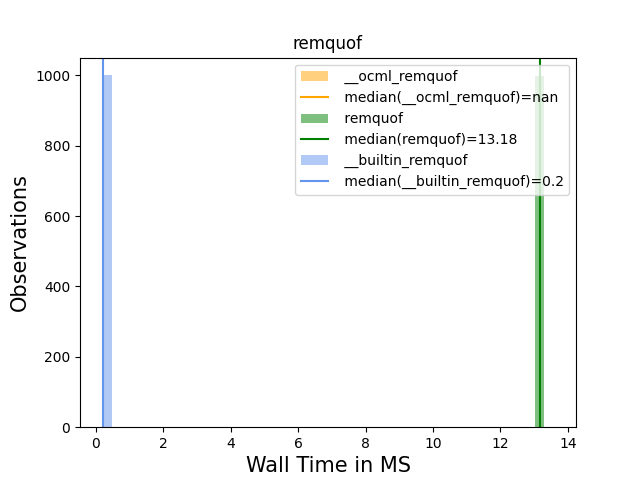 remquof
Observations
1000
800
600
400
200
0
__ocml_remquof
median(__ocml_remquof)=nan
remquof
median(remquof)=13.18
__builtin_remquof
median(__builtin_remquof)=0.2
0 2 4 6 8 10 12 14
Wall Time in MS